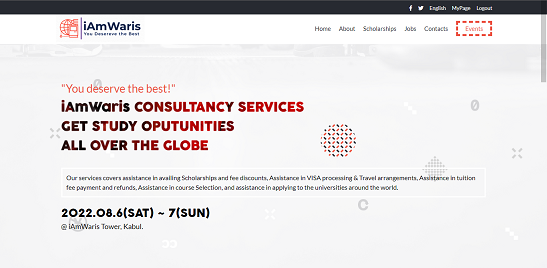 English MyPage Logout
iAmWaris
You Desereve the Best
Home About Scholarships Jobs Contacts Events
"You deserve the best!"
iAmWaris CONSULTANCY SERVICES
GET STUDY OPUTUNITIES
ALL OVER THE GLOBE
Our services covers assistance in availing Scholarships and fee discounts, Assistance in VISA processing & Travel arrangements, Assistance in tuition
fee payment and refunds, Assistance in course Selection, and assistance in applying to the universities around the world.
2022.08.6(SAT) ~ 7(SUN)
@ iAmWaris Tower, Kabul.